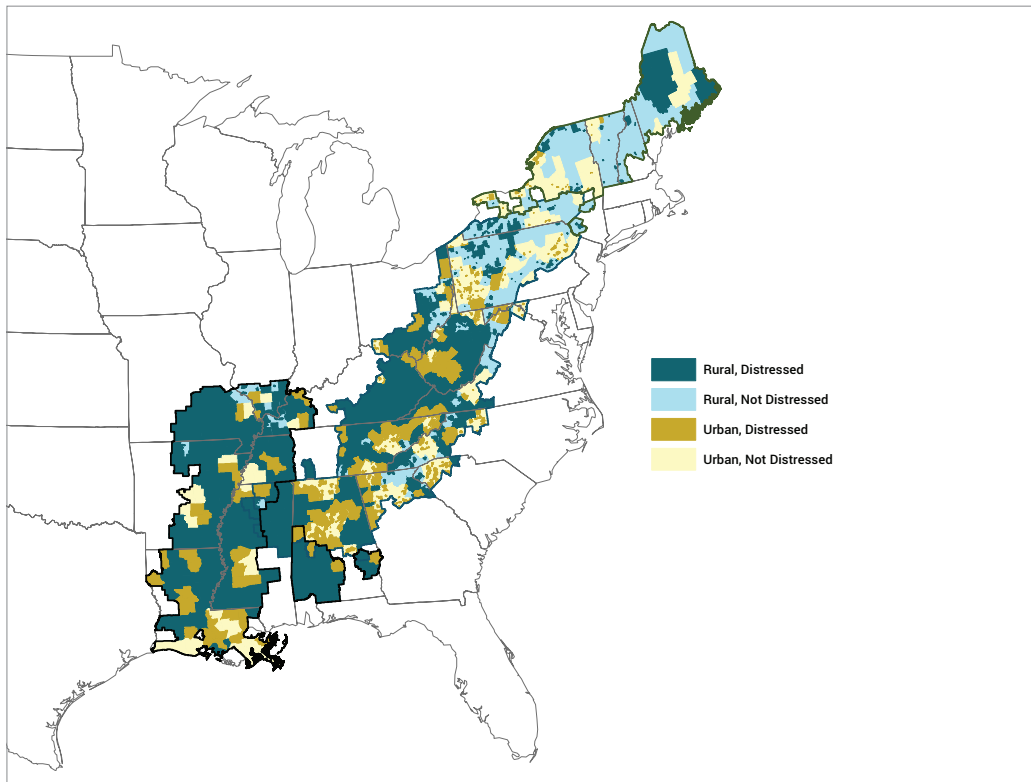 Rural, Distressed
Rural, Not Distressed
Urban, Distressed
Urban, Not Distressed